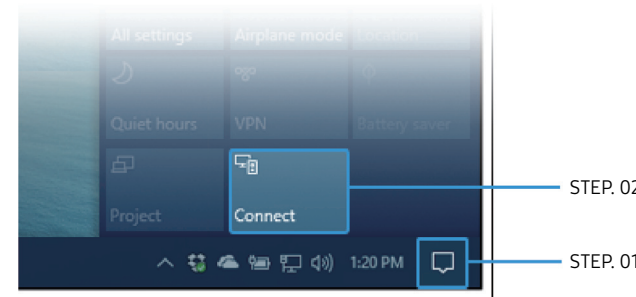 All settings Airplane mode Location
Quiet hours VPN Battery saver
Project Connect STEP. 02
1:20 PM STEP. 01